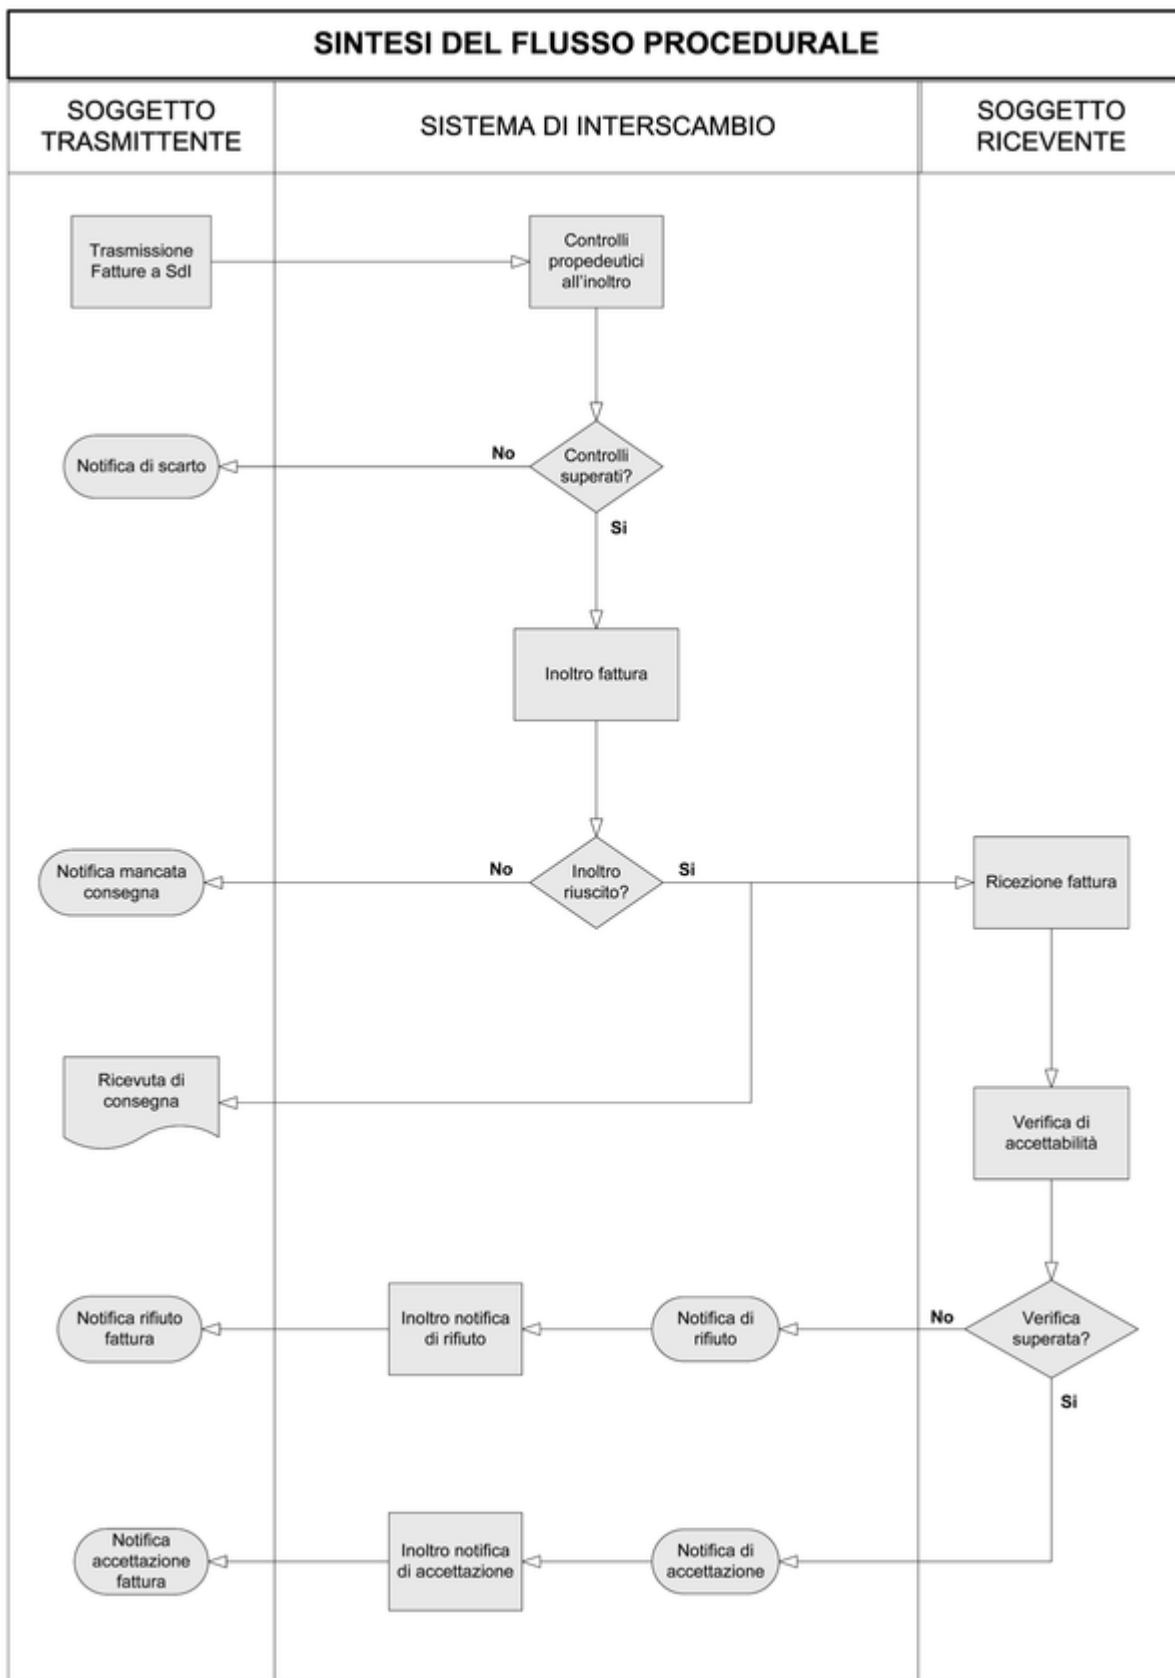 SINTESI DEL FLUSSO PROCEDURALE
SOGGETTO
TRASMITTENTE
SISTEMA DI INTERSCAMBIO
SOGGETTO
RICEVENTE
Trasmissione
Fatture a SdI
Controlli
propedeutici
all'inoltro
Notifica di scarto
No
Controlli
superati?
Si
Inoltro fattura
Notifica mancata
consegna
No
Inoltro
riuscito?
Si
Ricezione fattura
Ricevuta di
consegna
Verifica di
accettabilità
Notifica rifiuto
fattura
Inoltro notifica
di rifiuto
Notifica di
rifiuto
No
Verifica
superata?
Si
Notifica
accettazione
fattura
Inoltro notifica
di accettazione
Notifica di
accettazione